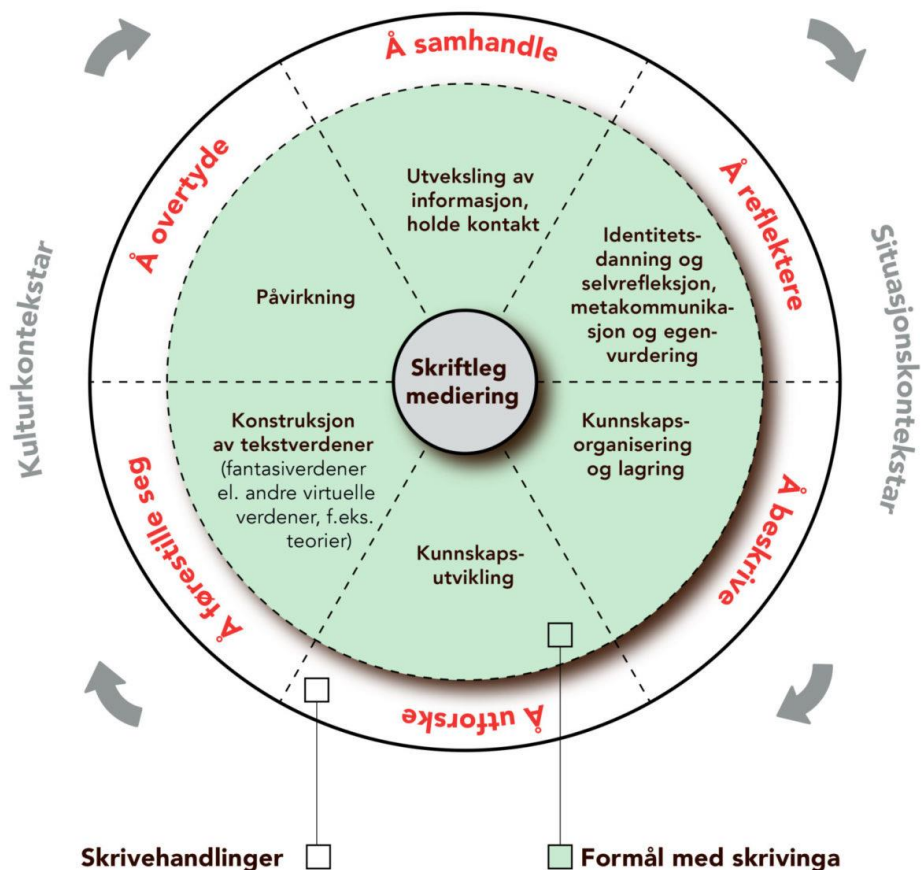 Å samhandle
Å reflektere
Å beskrive
Å utforske
Å førestille seg
Å overtyde
Kulturkontekstar
Situasjonskontekstar
Utveksling av
informasjon,
holde kontakt
Identitets-
danning og
selvrefleksjon,
metakommunika-
sjon og egen-
vurdering
Kunnskaps-
organisering
og lagring
Kunnskaps-
utvikling
Konstruksjon
av tekstverdener
(fantasiverdener
el. andre virtuelle
verdener, f.eks.
teorier)
Påvirkning
Skriftleg
mediering
Skrivehandlinger
Formål med skrivinga